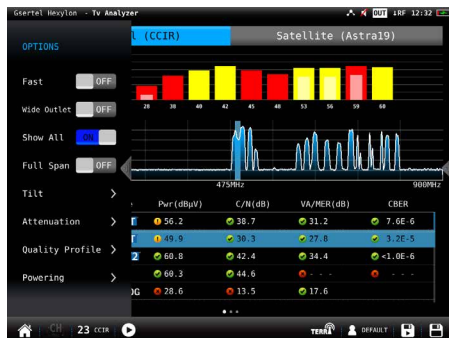 Gsertel Hexylon - Tv Analyzer
OUT ↕RF 12:32
OPTIONS
l (CCIR)
Satellite (Astra19)
Fast OFF
Wide Outlet OFF
Show All ON
Full Span OFF
Tilt >
Attenuation >
Quality Profile >
Powering >
28 38 40 42 45 48 53 56 59 60
475MHz
900MHz
Pwr(dBµV) C/N(dB) VA/MER(dB) CBER
T 56.2 38.7 31.2 7.6E-6
T 49.9 30.3 27.8 3.2E-5
2 60.8 42.4 34.4 <1.0E-6
60.3 44.6 - - - - - -
OG 28.6 13.5 17.6
CH 23 CCIR
TERRA
DEFAULT